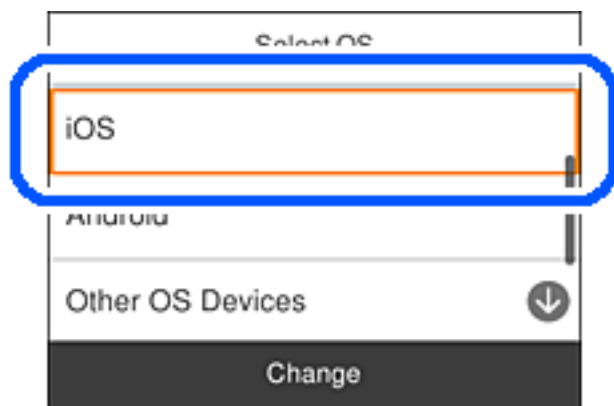 Select OS
iOS
Android
Other OS Devices
Change